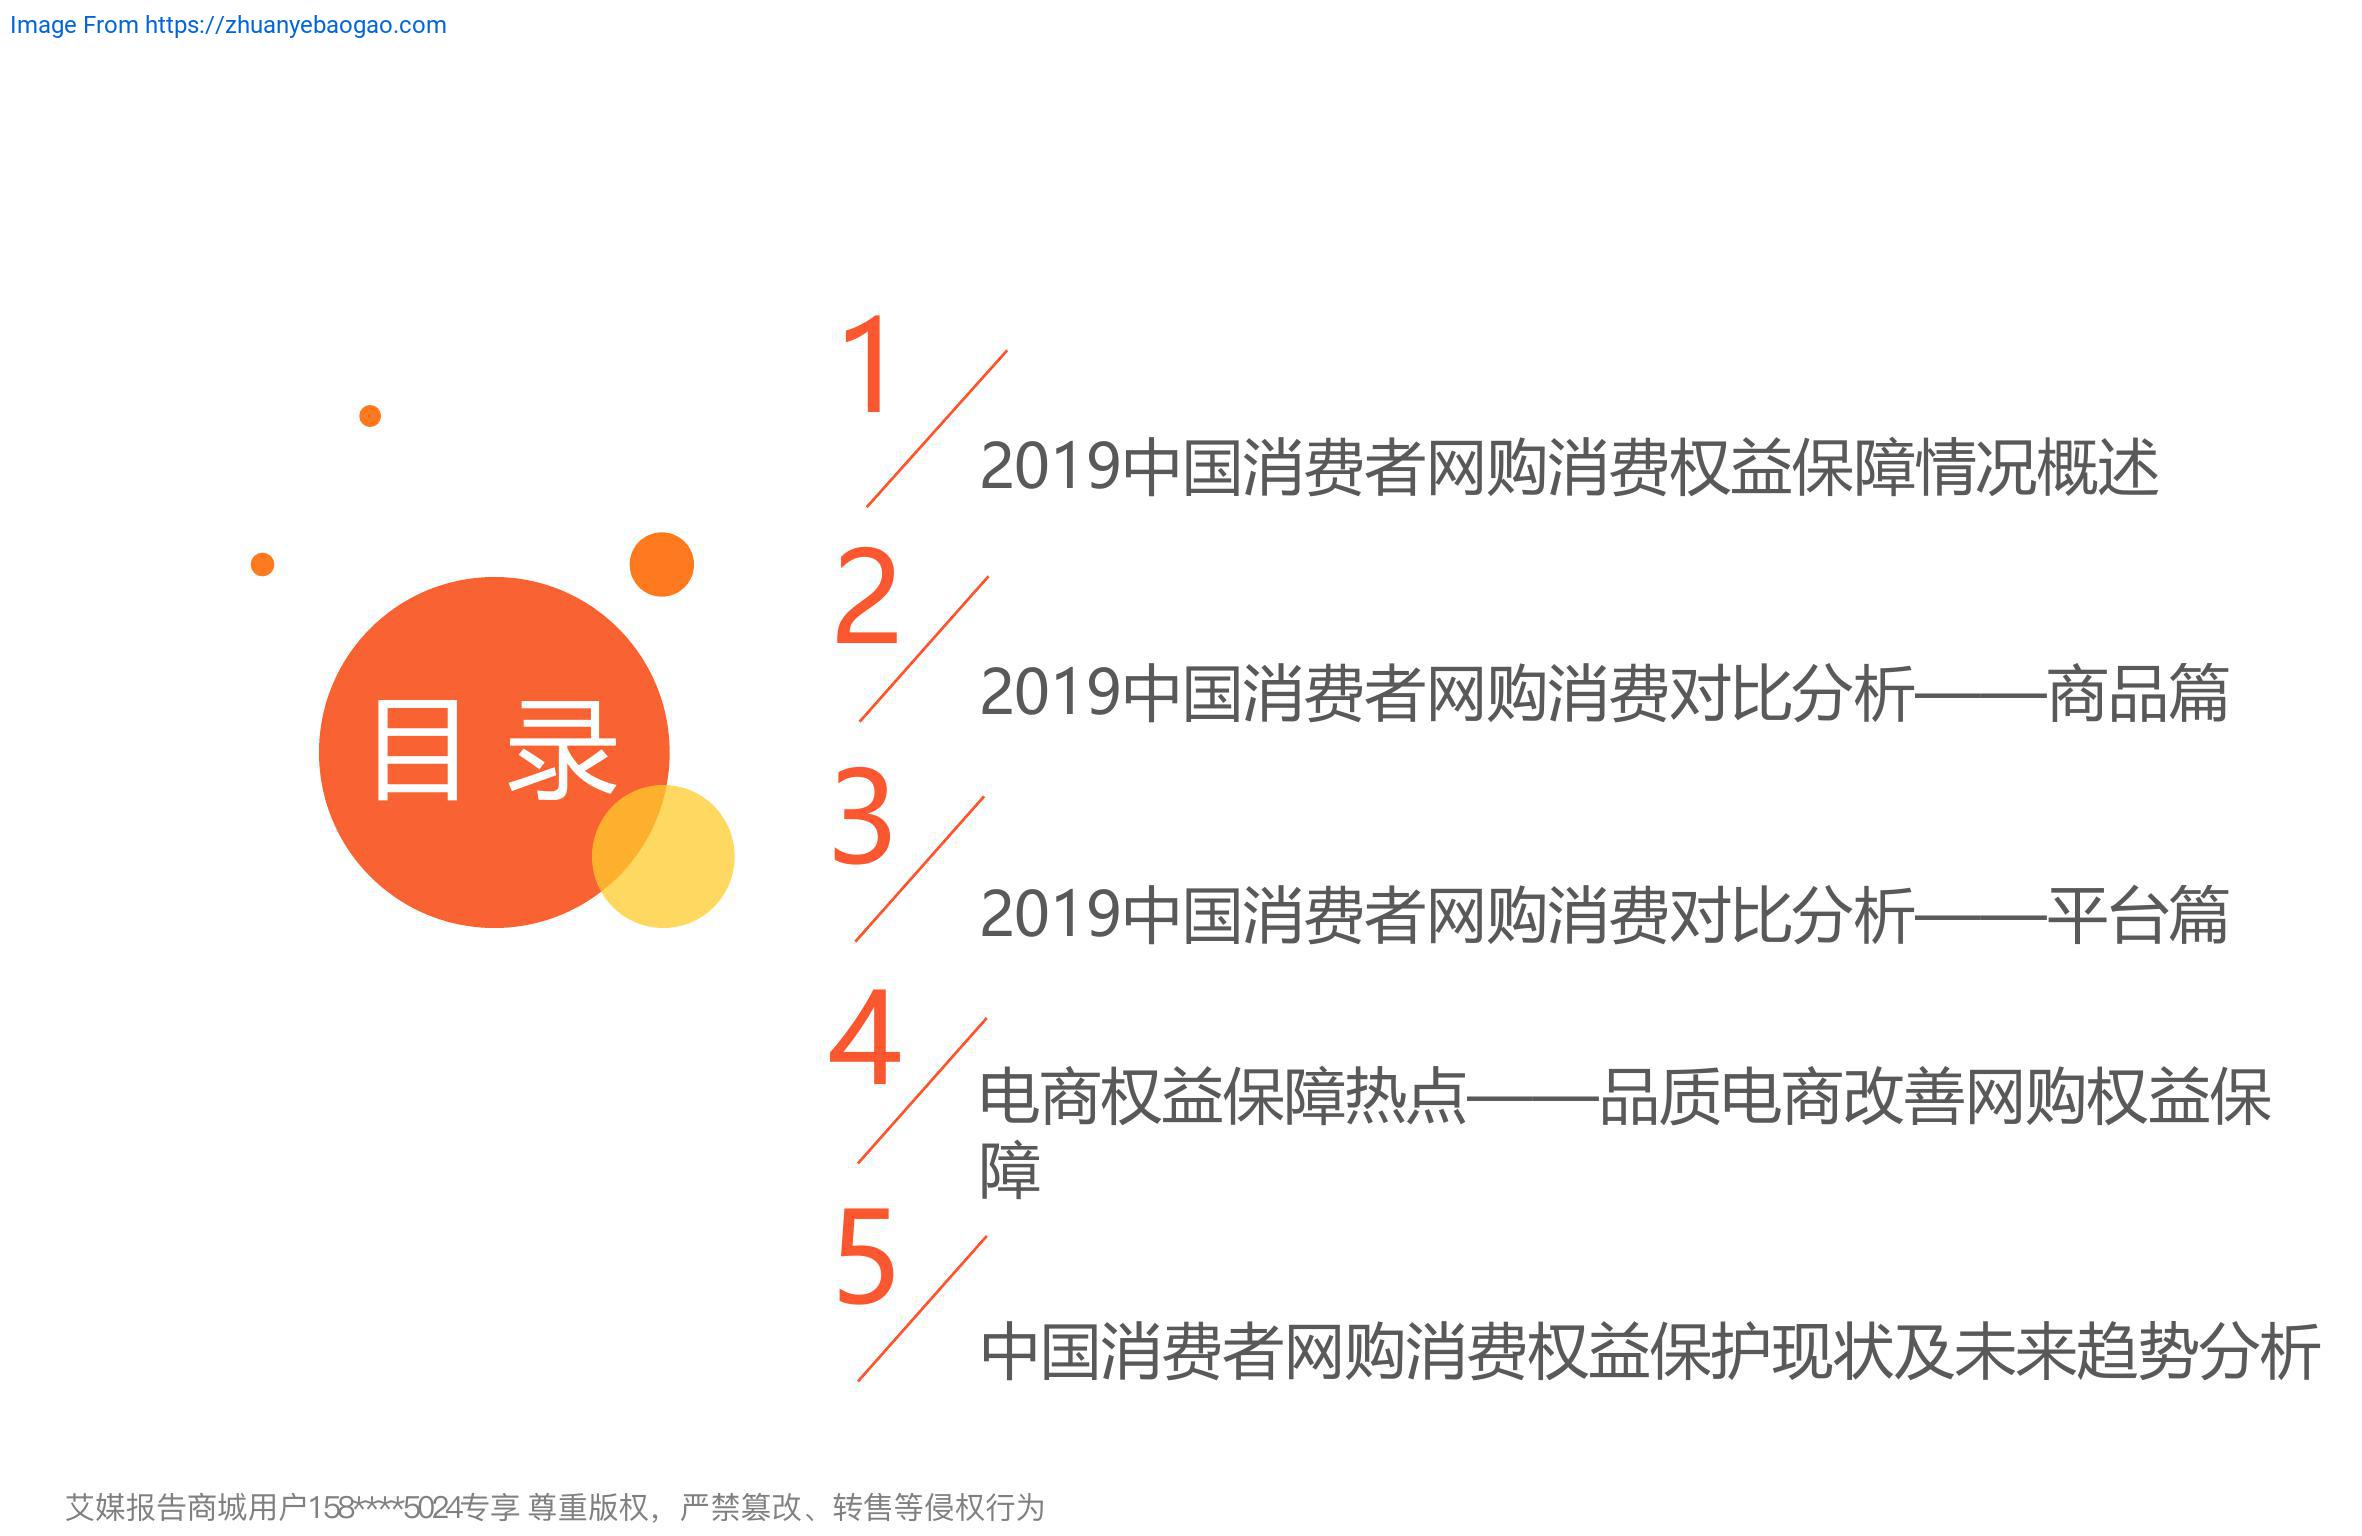 Image From https://zhuanyebaogao.com
目 录
1
2019中国消费者网购消费权益保障情况概述
2
2019中国消费者网购消费对比分析——商品篇
3
2019中国消费者网购消费对比分析——平台篇
4
电商权益保障热点——品质电商改善网购权益保
障
5
中国消费者网购消费权益保护现状及未来趋势分析
艾媒报告商城用户158****5024专享 尊重版权，严禁篡改、转售等侵权行为